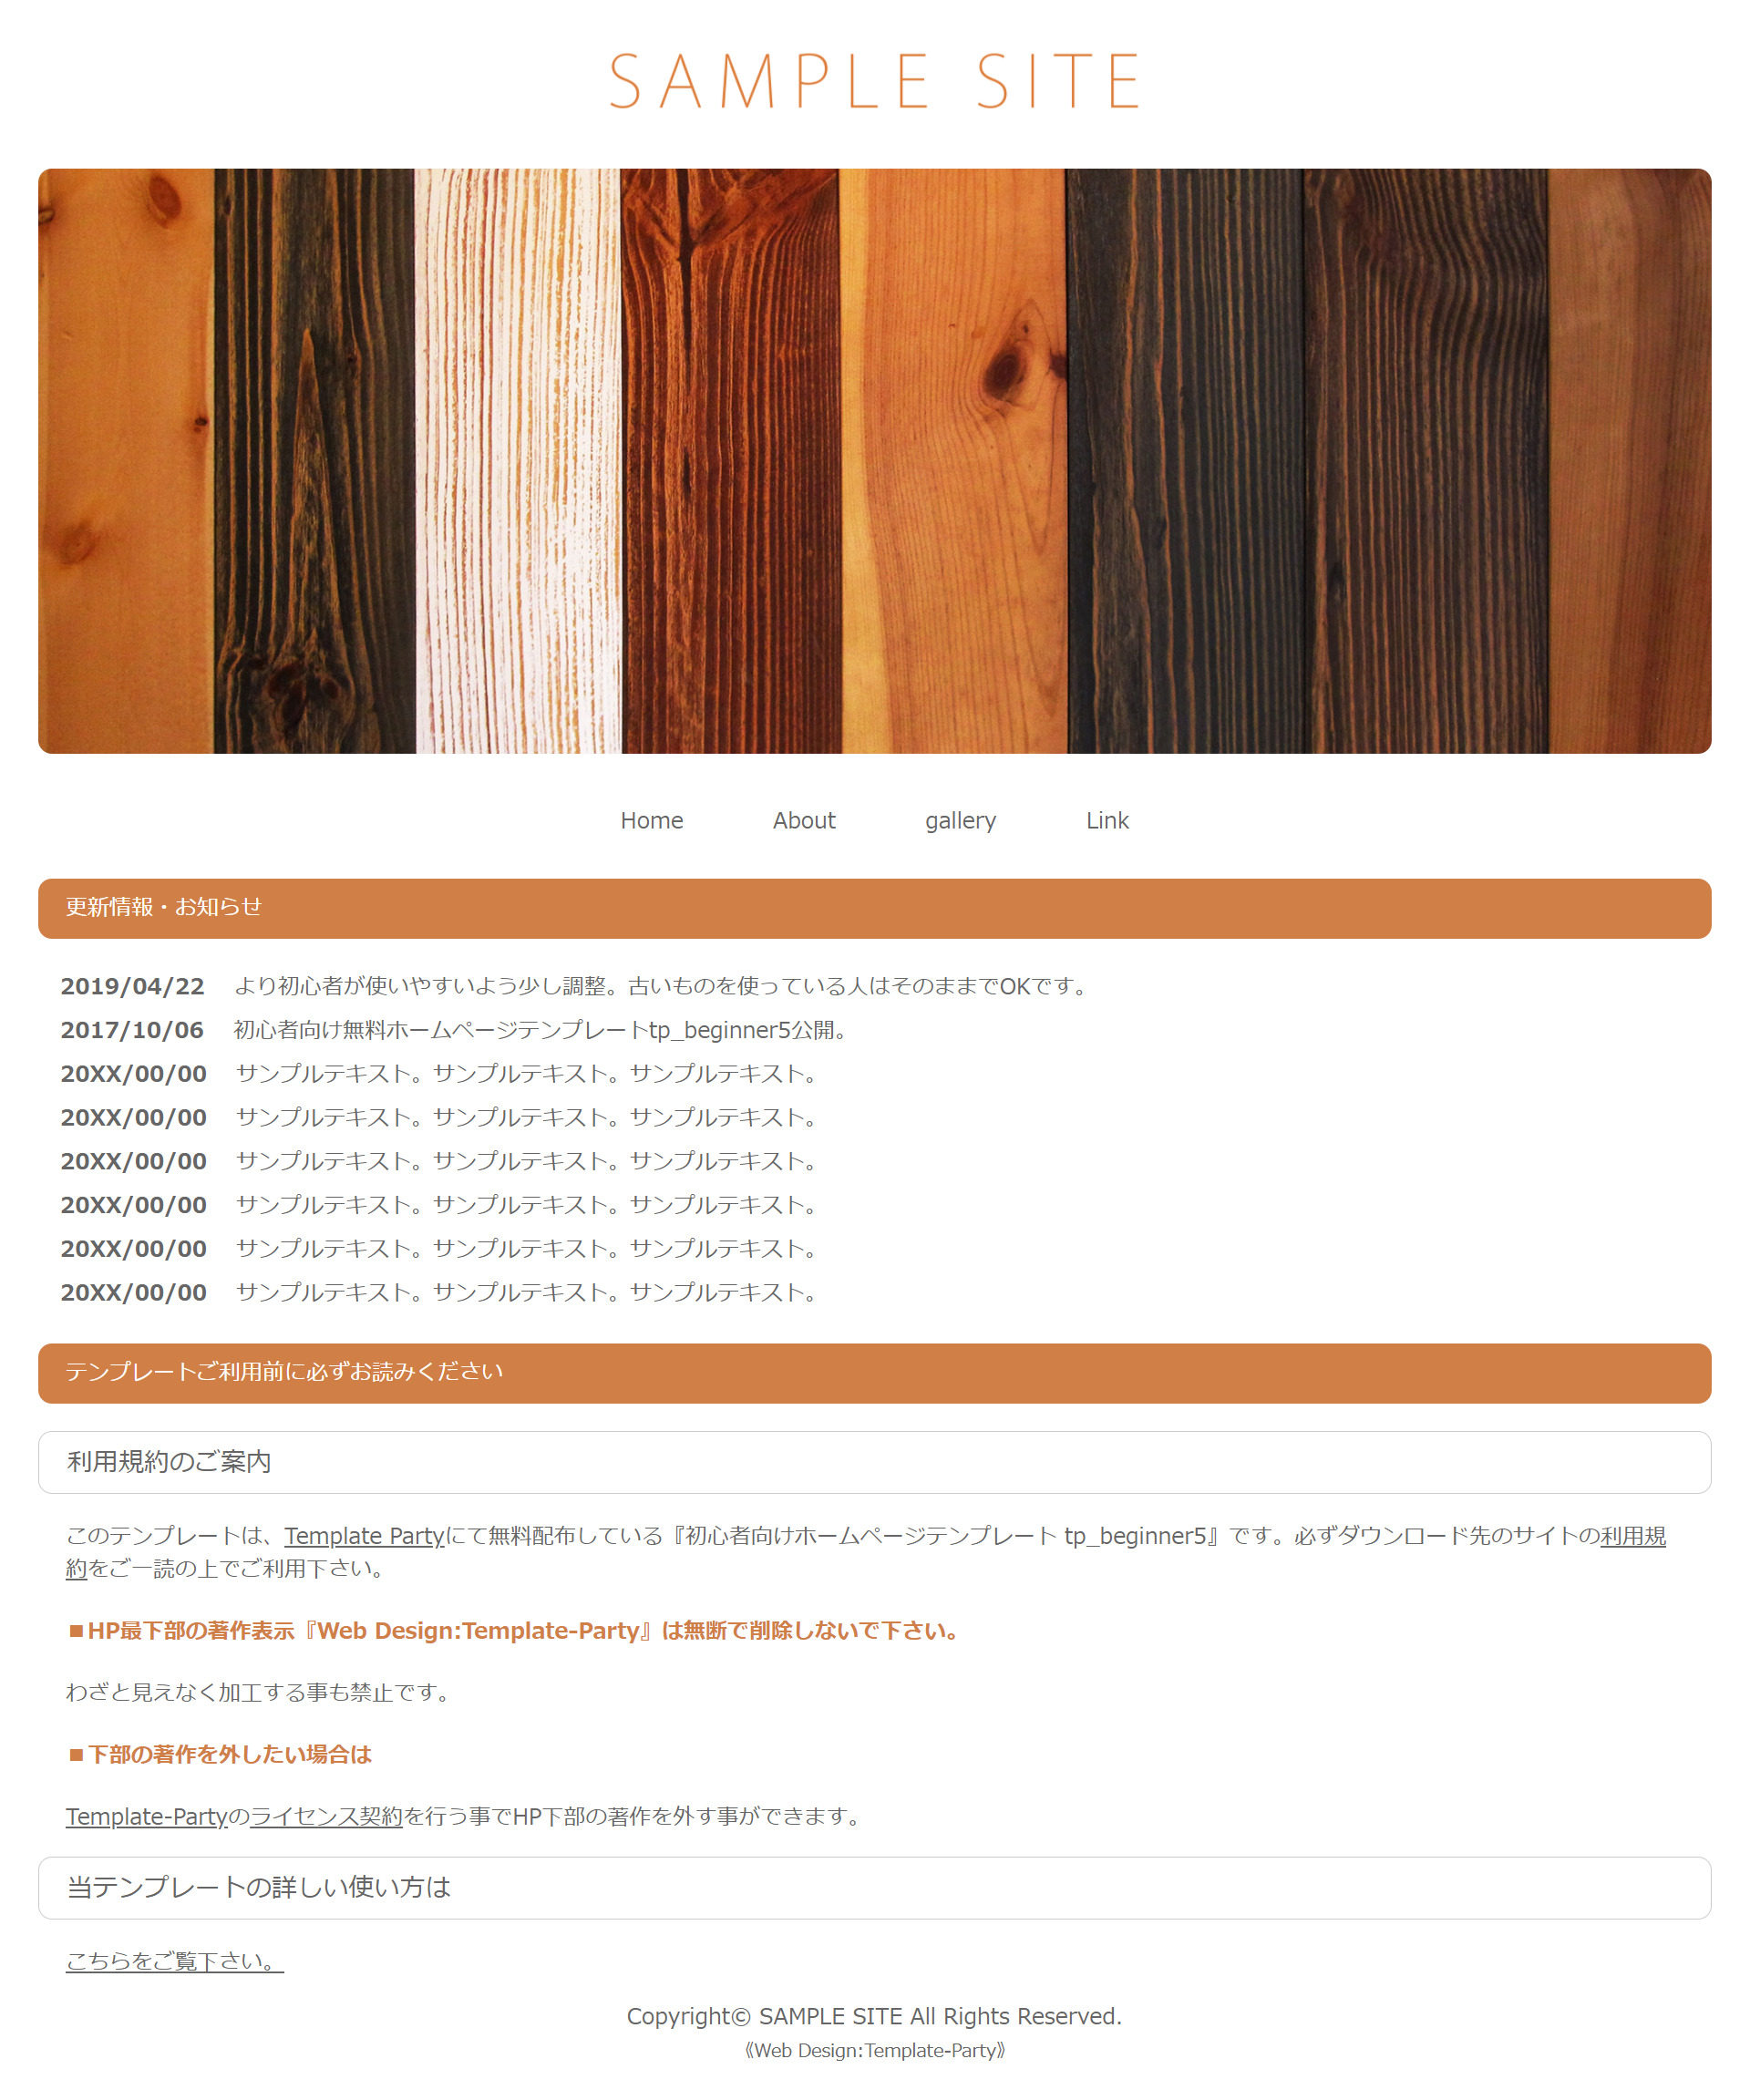 SAMPLE SITE
Home About gallery Link
更新情報・お知らせ
2019/04/22 より初心者が使いやすいよう少し調整。古いものを使っている人はそのままでOKです。
2017/10/06 初心者向け無料ホームページテンプレートtp_beginner5公開。
20XX/00/00 サンプルテキスト。サンプルテキスト。サンプルテキスト。
20XX/00/00 サンプルテキスト。サンプルテキスト。サンプルテキスト。
20XX/00/00 サンプルテキスト。サンプルテキスト。サンプルテキスト。
20XX/00/00 サンプルテキスト。サンプルテキスト。サンプルテキスト。
20XX/00/00 サンプルテキスト。サンプルテキスト。サンプルテキスト。
20XX/00/00 サンプルテキスト。サンプルテキスト。サンプルテキスト。
テンプレートご利用前に必ずお読みください
利用規約のご案内
このテンプレートは、Template Partyにて無料配布している『初心者向けホームページテンプレート tp_beginner5』です。必ずダウンロード先のサイトの利用規
約をご一読の上でご利用下さい。
■HP最下部の著作表示『Web Design:Template-Party』は無断で削除しないで下さい。
わざと見えなく加工する事も禁止です。
■下部の著作を外したい場合は
Template-Partyのライセンス契約を行う事でHP下部の著作を外す事ができます。
当テンプレートの詳しい使い方は
こちらをご覧下さい。
Copyright© SAMPLE SITE All Rights Reserved.
《Web Design:Template-Party》